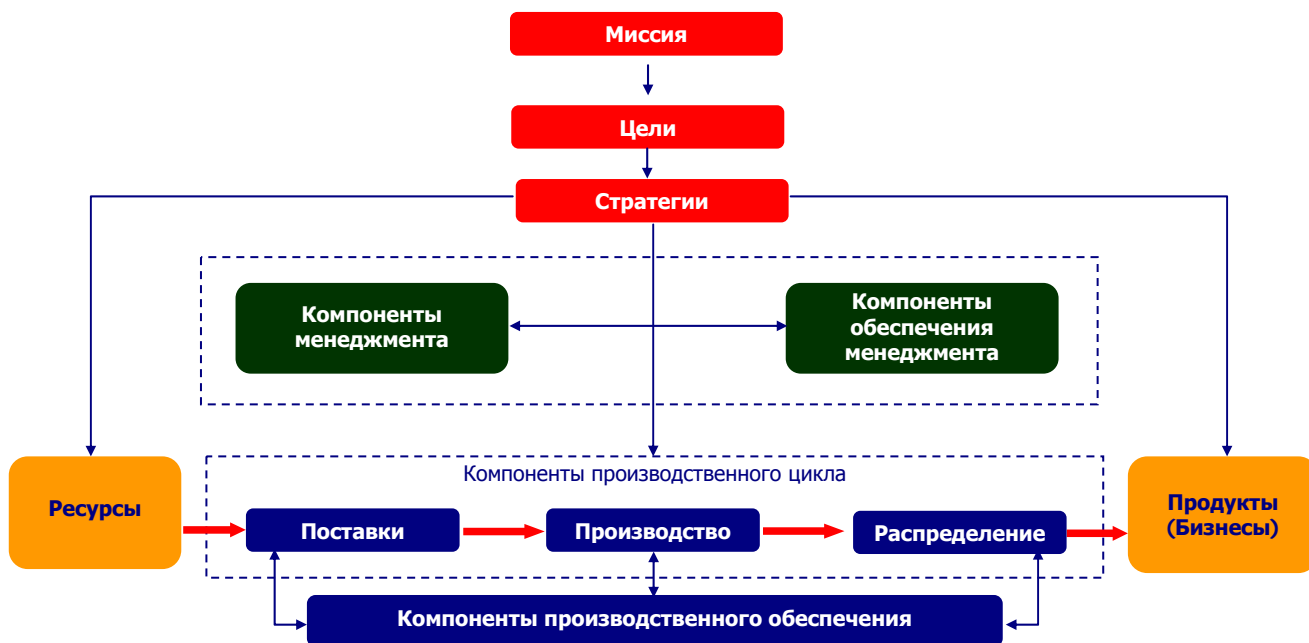 Миссия
Цели
Стратегии
Компоненты
менеджмента
Компоненты
обеспечения
менеджмента
Компоненты производственного цикла
Ресурсы
Поставки
Производство
Распределение
Продукты
(Бизнесы)
Компоненты производственного обеспечения